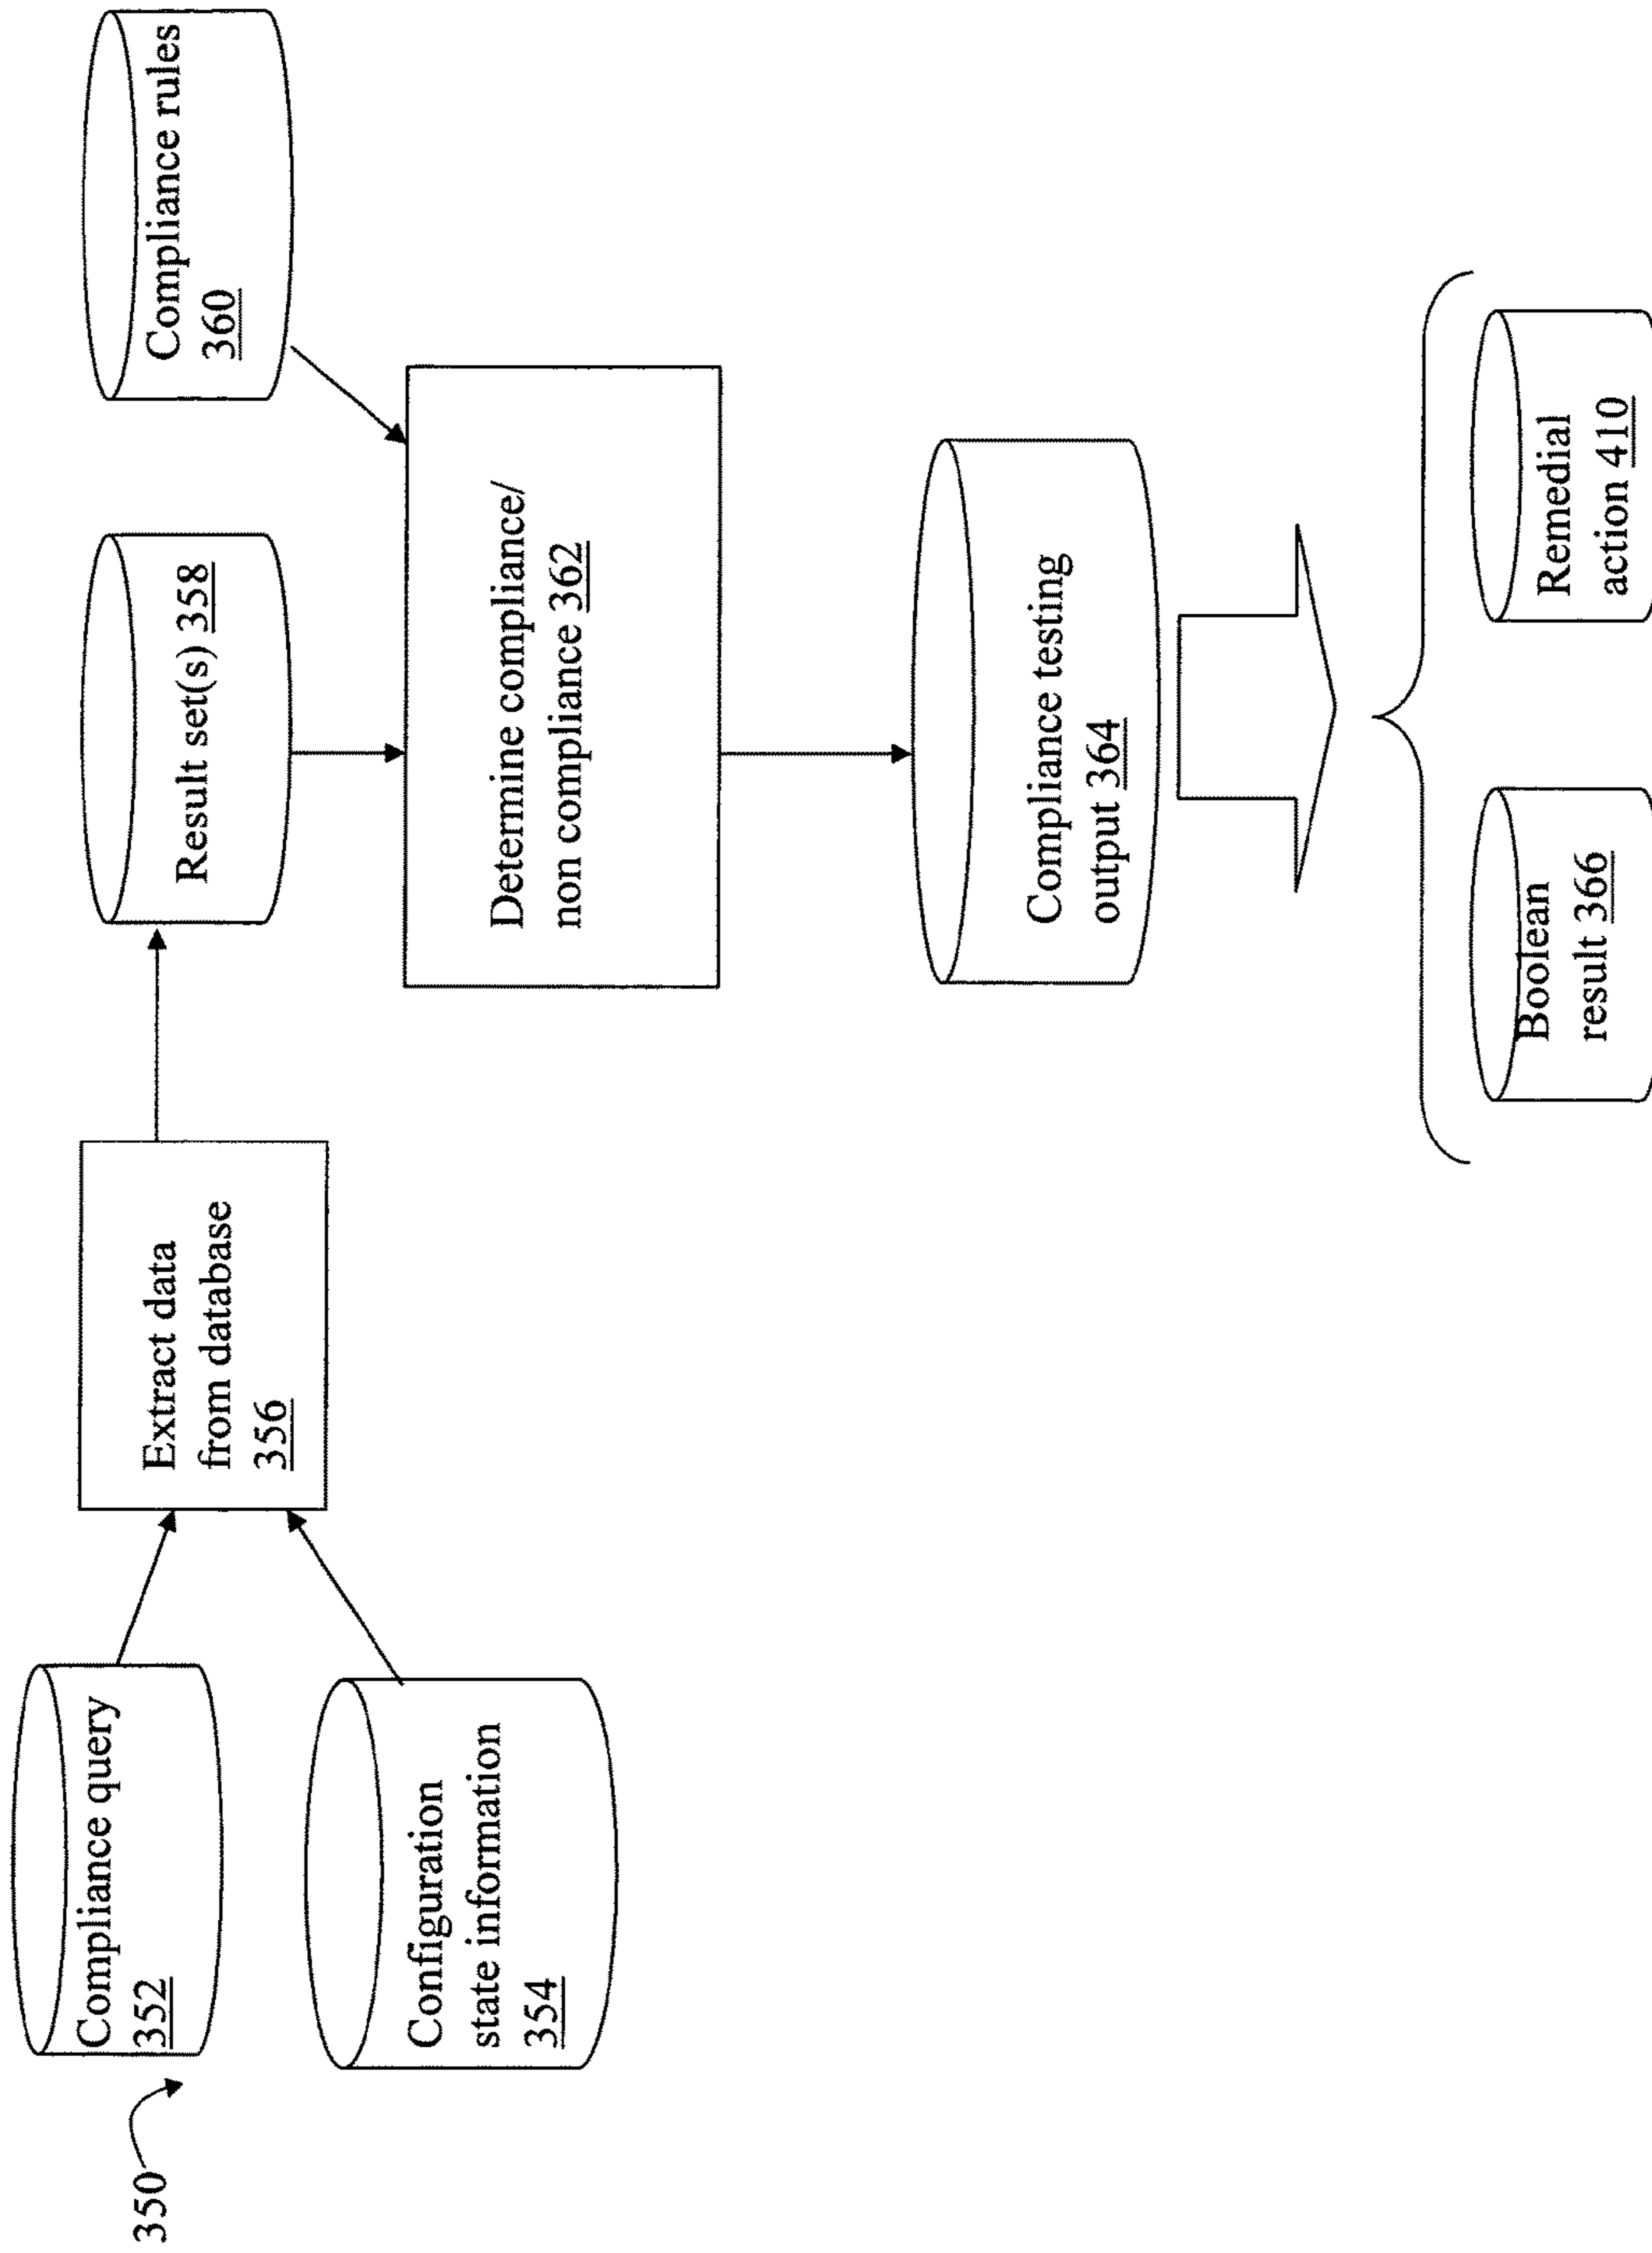 350
Compliance query
352
Configuration
state information
354
Extract data
from database
356
Result set(s) 358
Compliance rules
360
Determine compliance/
non compliance 362
Compliance testing
output 364
Boolean
result 366
Remedial
action 410